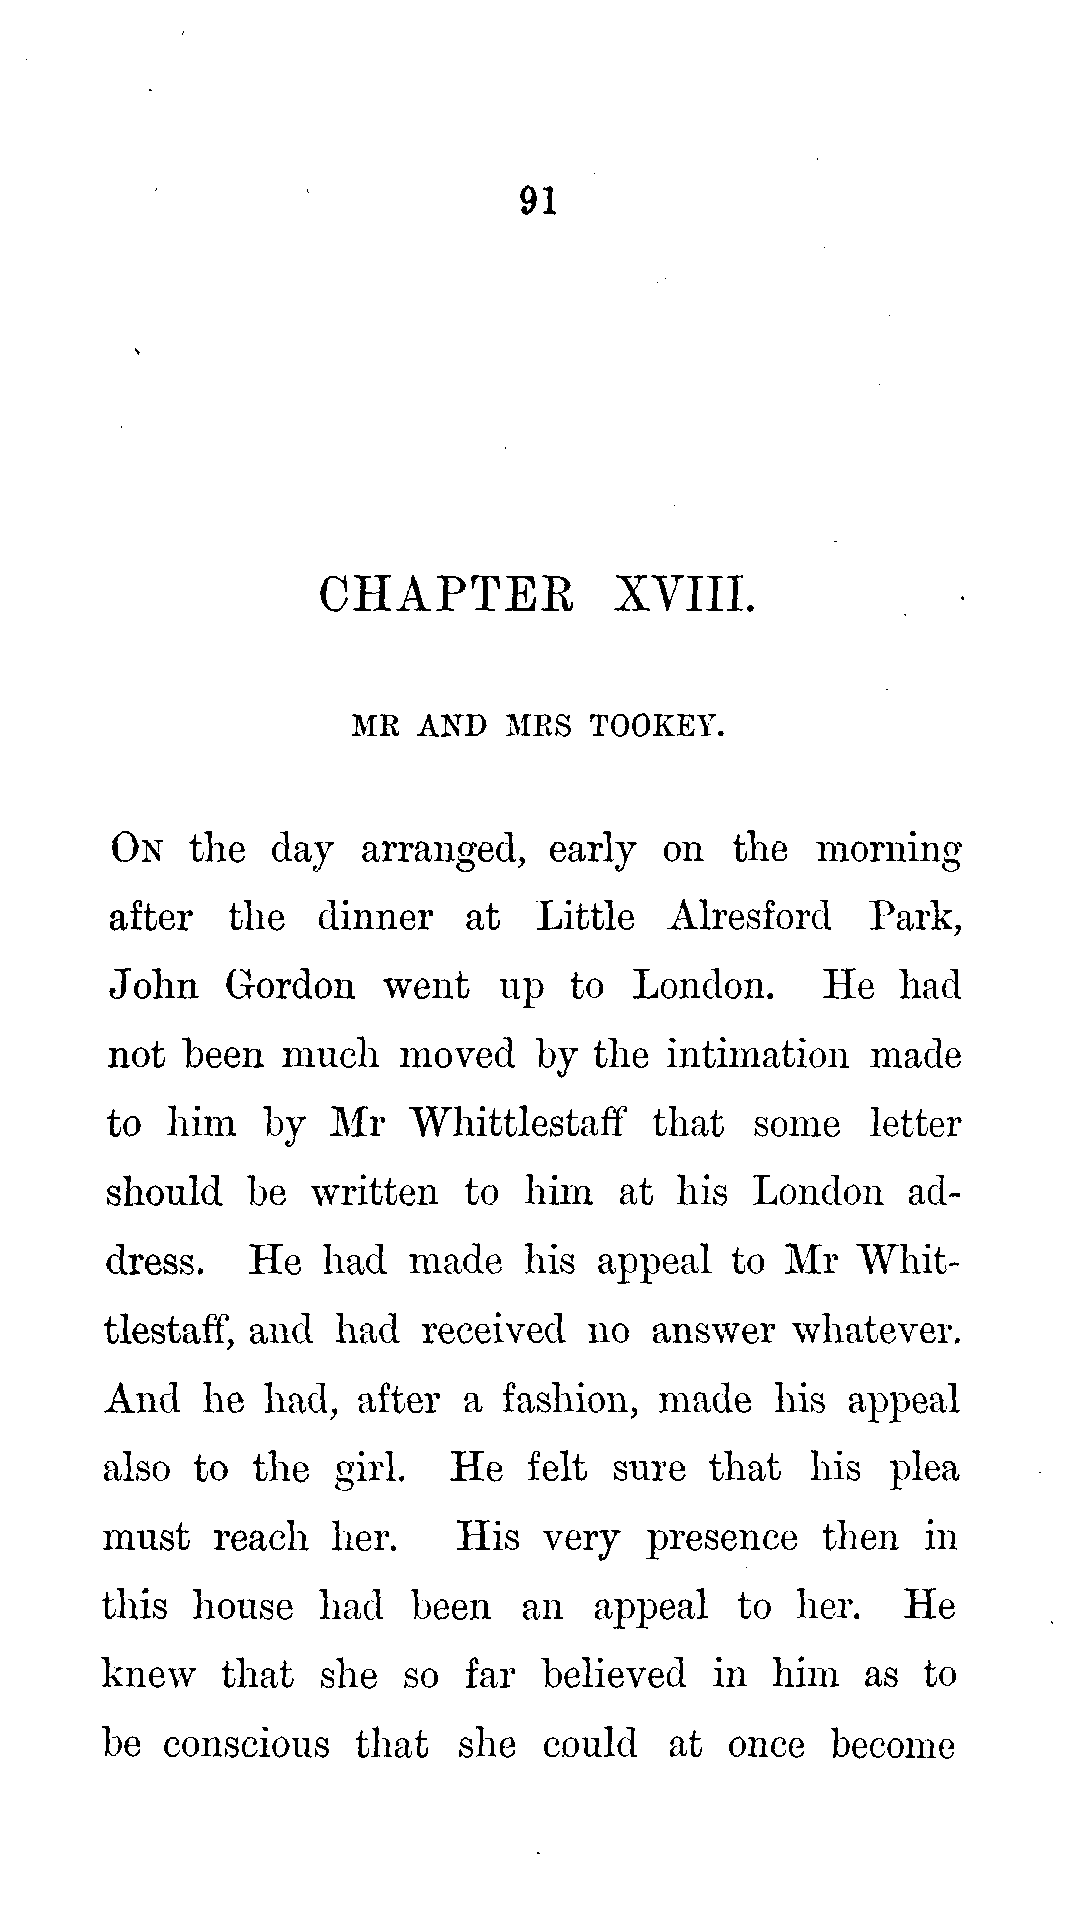 91
CHAPTER XVIII.
MR AND MRS TOOKEY.
On the day arranged, early on the morning
after the dinner at Little Alresford Park,
John Gordon went up to London. He had
not been much moved by the intimation made
to him by Mr Whittlestaff that some letter
should be written to him at his London ad-
dress. He had made his appeal to Mr Whit-
tlestaff, and had received no answer whatever.
And he had, after a fashion, made his appeal
also to the girl. He felt sure that his plea
must reach her. His very presence then in
this house had been an appeal to her. He
knew that she so far believed in him as to
be conscious that she could at once become